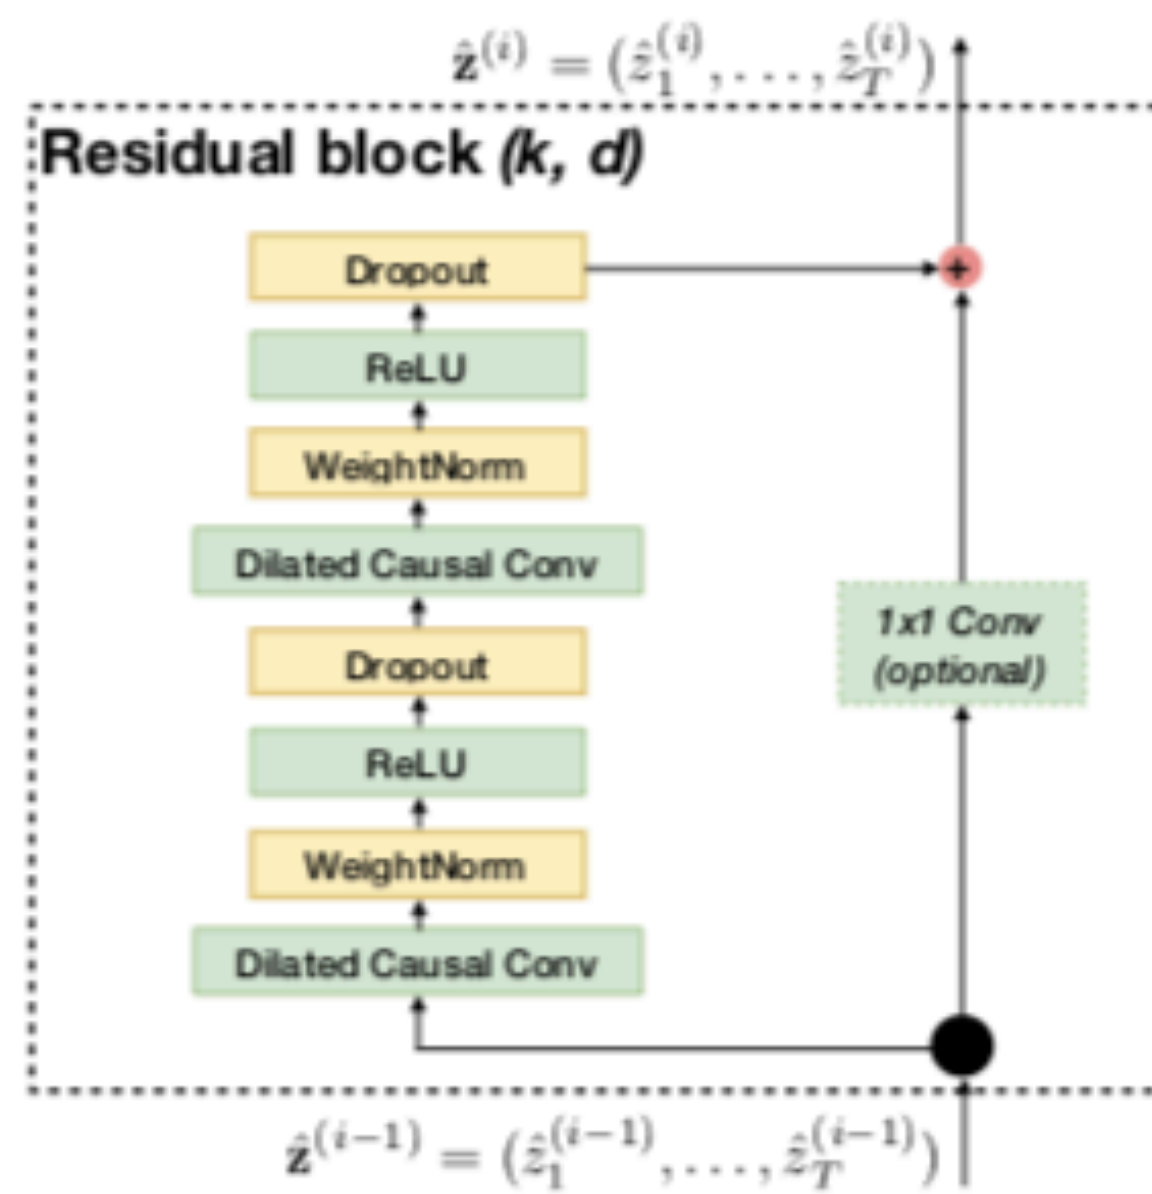 ẑ^(i) = (ẑ_1^(i), . . . , ẑ_T^(i))
Residual block (k, d)
Dropout
ReLU
WeightNorm
Dilated Causal Conv
Dropout
ReLU
WeightNorm
Dilated Causal Conv
+
1x1 Conv
(optional)
ẑ^(i−1) = (ẑ_1^(i−1), . . . , ẑ_T^(i−1))